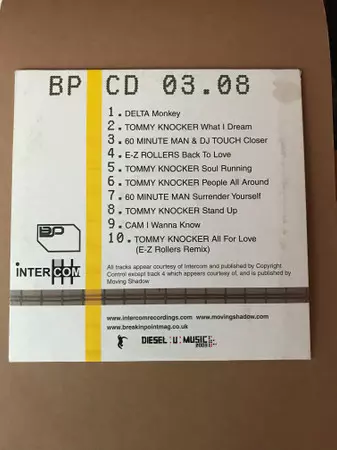 BP CD 03.08
1. DELTA Monkey
2. TOMMY KNOCKER What I Dream
3. 60 MINUTE MAN & DJ TOUCH Closer
4. E-Z ROLLERS Back To Love
5. TOMMY KNOCKER Soul Running
6. TOMMY KNOCKER People All Around
7. 60 MINUTE MAN Surrender Yourself
8. TOMMY KNOCKER Stand Up
9. CAM I Wanna Know
10. TOMMY KNOCKER All For Love
(E-Z Rollers Remix)
BP
INTERCOM
All tracks appear courtesy of Intercom and published by Copyright
Control except track 4 which appears courtesy of, and is published by
Moving Shadow
www.intercomrecordings.com www.movingshadow.com
www.breakinpointmag.co.uk
DIESEL :U: MUSIC